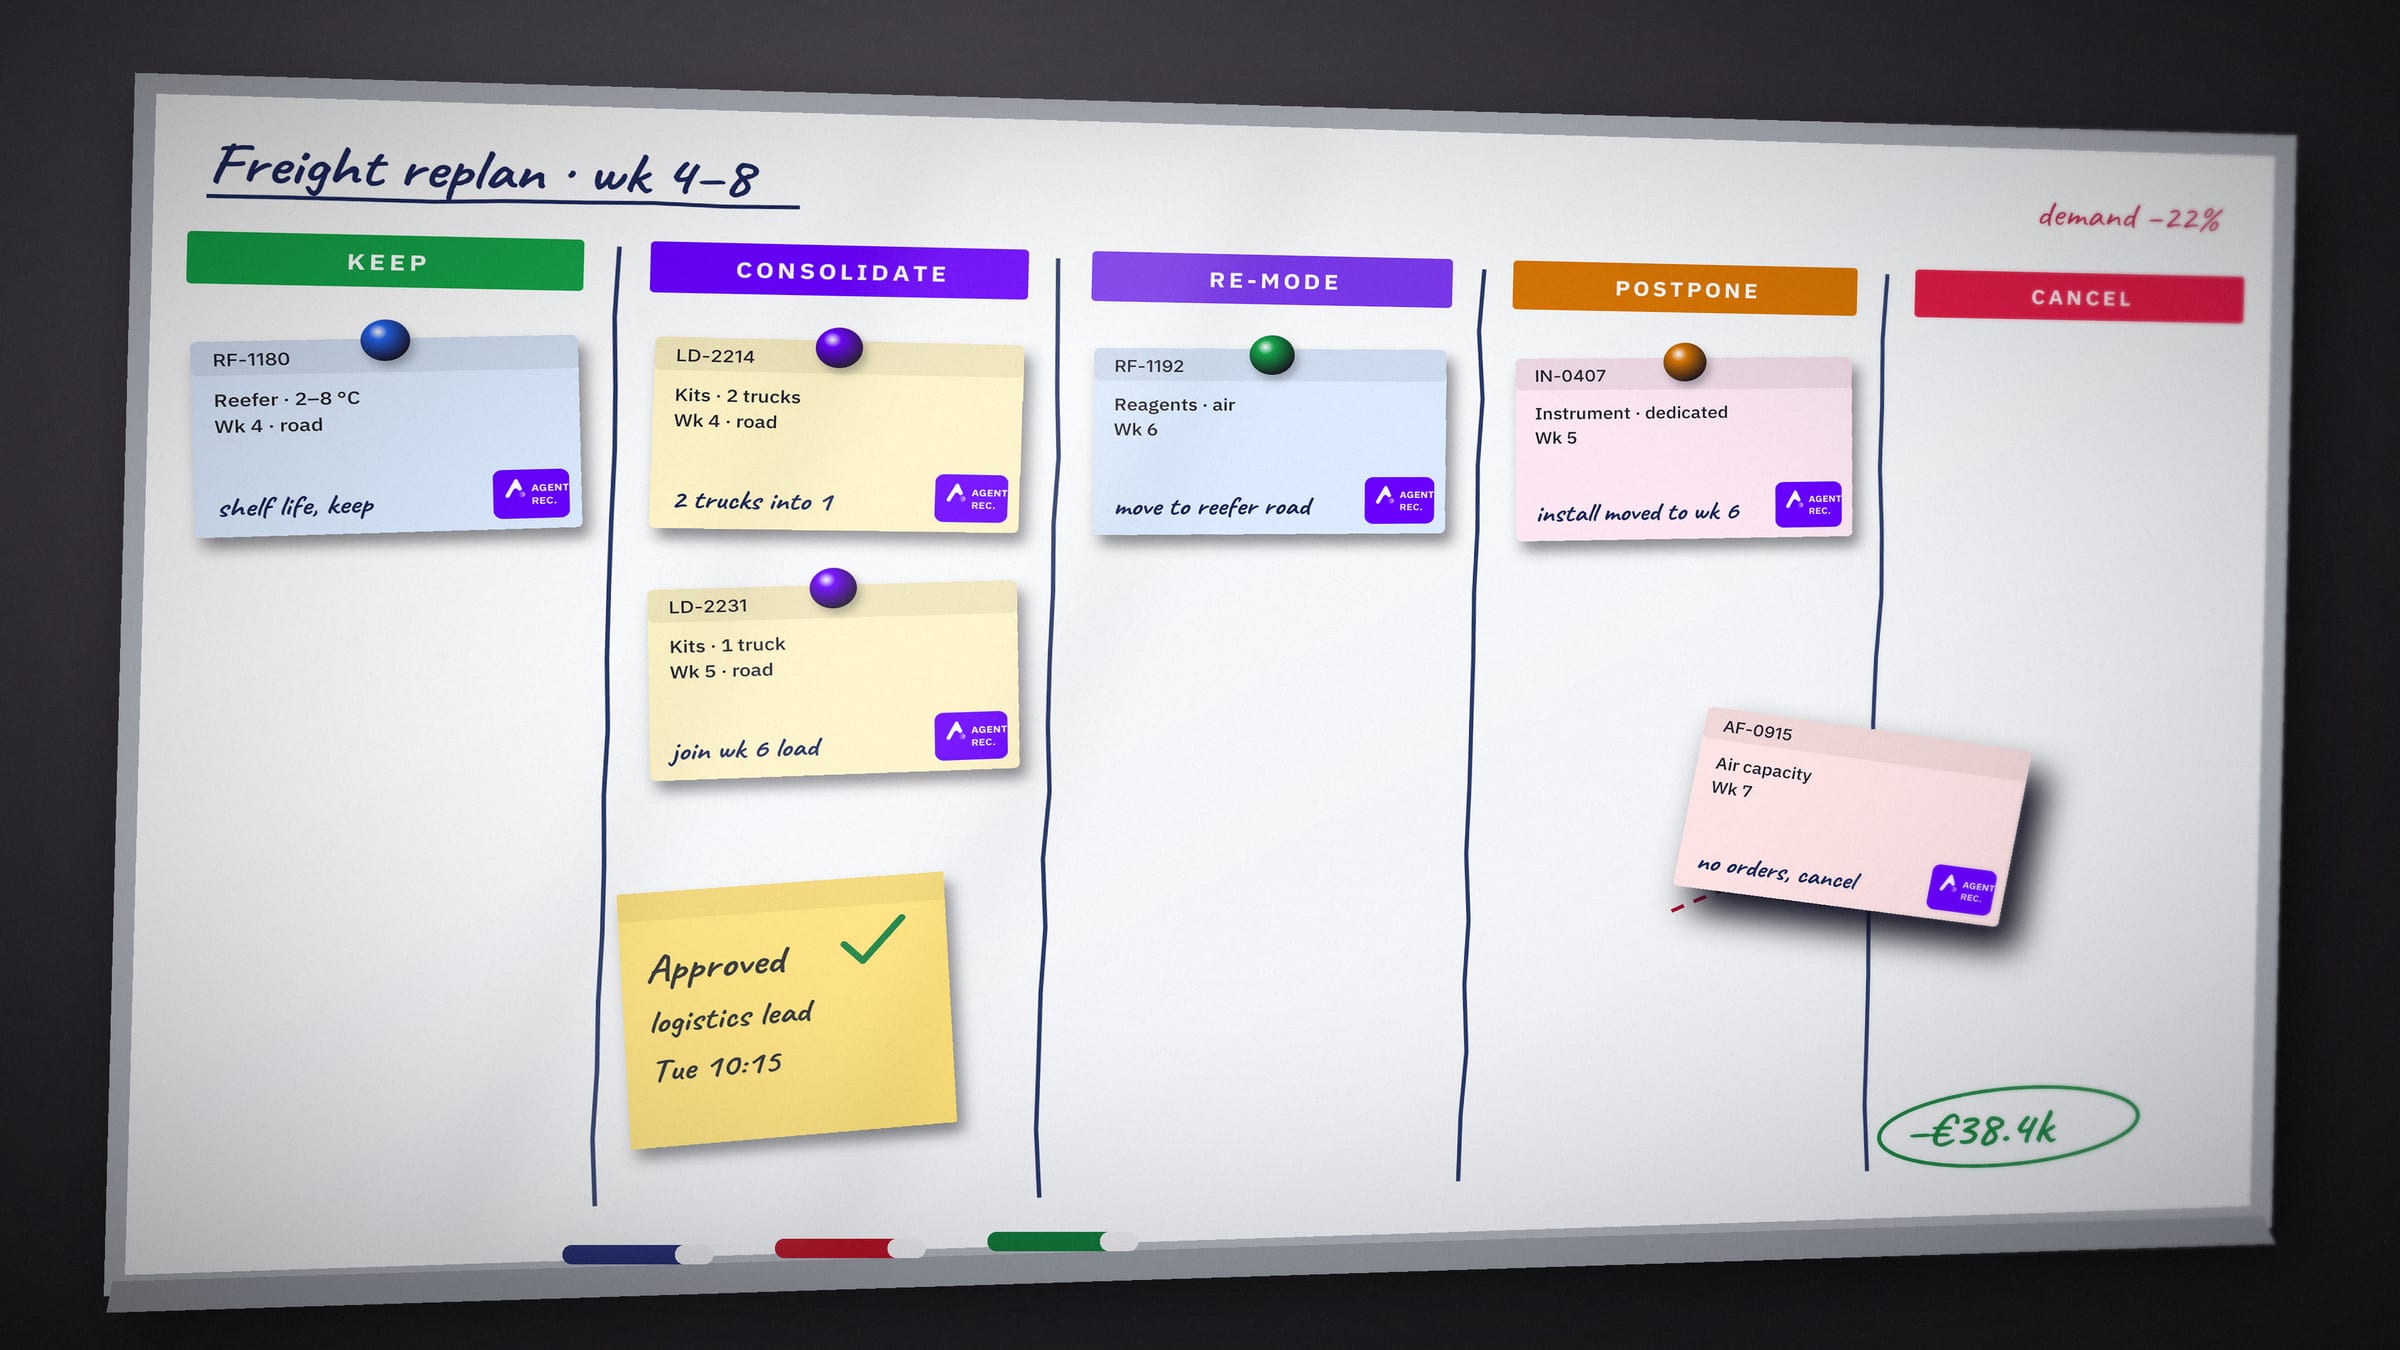 Freight replan · wk 4–8
demand –22%
KEEP
RF-1180
Reefer · 2–8 °C
Wk 4 · road
shelf life, keep
AGENT
REC.
CONSOLIDATE
LD-2214
Kits · 2 trucks
Wk 4 · road
2 trucks into 1
AGENT
REC.
LD-2231
Kits · 1 truck
Wk 5 · road
join wk 6 load
AGENT
REC.
Approved
logistics lead
Tue 10:15
RE-MODE
RF-1192
Reagents · air
Wk 6
move to reefer road
AGENT
REC.
POSTPONE
IN-0407
Instrument · dedicated
Wk 5
install moved to wk 6
AGENT
REC.
CANCEL
AF-0915
Air capacity
Wk 7
no orders, cancel
AGENT
REC.
–€38.4k